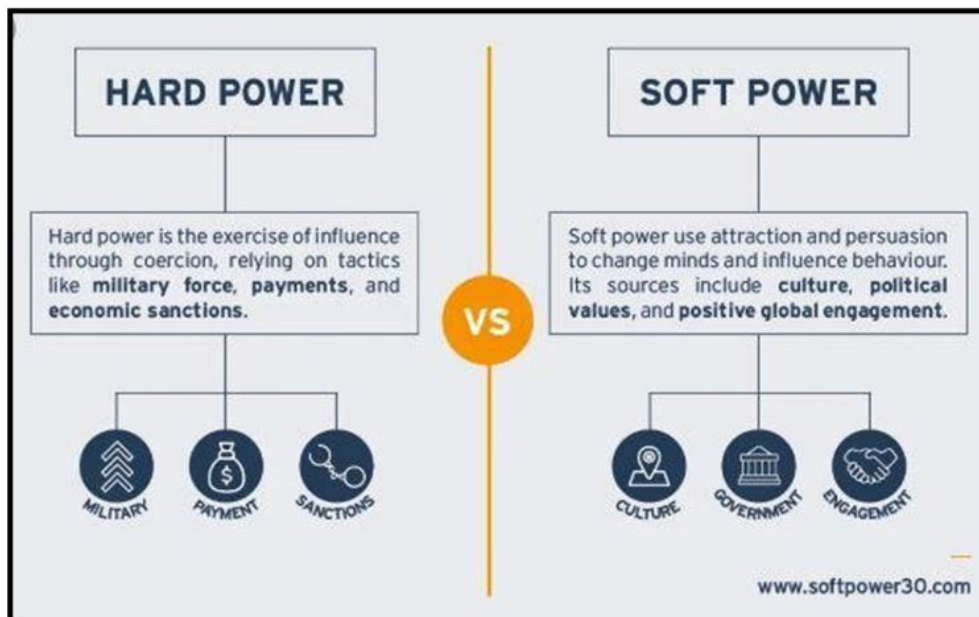 HARD POWER
Hard power is the exercise of influence
through coercion, relying on tactics
like military force, payments, and
economic sanctions.
MILITARY
$
PAYMENT
SANCTIONS
VS
SOFT POWER
Soft power use attraction and persuasion
to change minds and influence behaviour.
Its sources include culture, political
values, and positive global engagement.
CULTURE
GOVERNMENT
ENGAGEMENT
www.softpower30.com